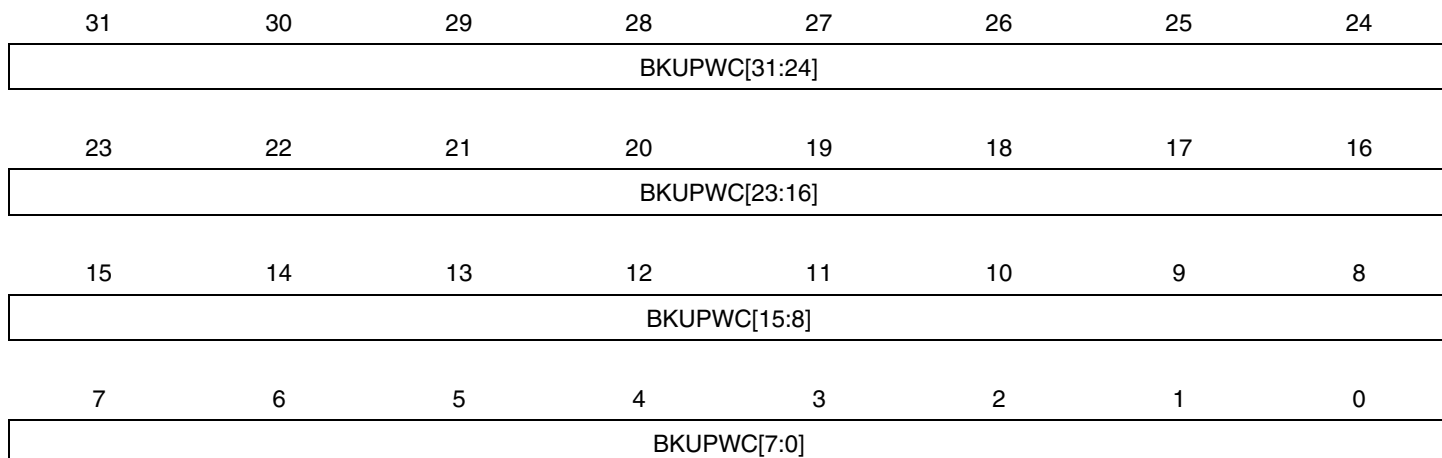 31 30 29 28 27 26 25 24
BKUPWC[31:24]
23 22 21 20 19 18 17 16
BKUPWC[23:16]
15 14 13 12 11 10 9 8
BKUPWC[15:8]
7 6 5 4 3 2 1 0
BKUPWC[7:0]